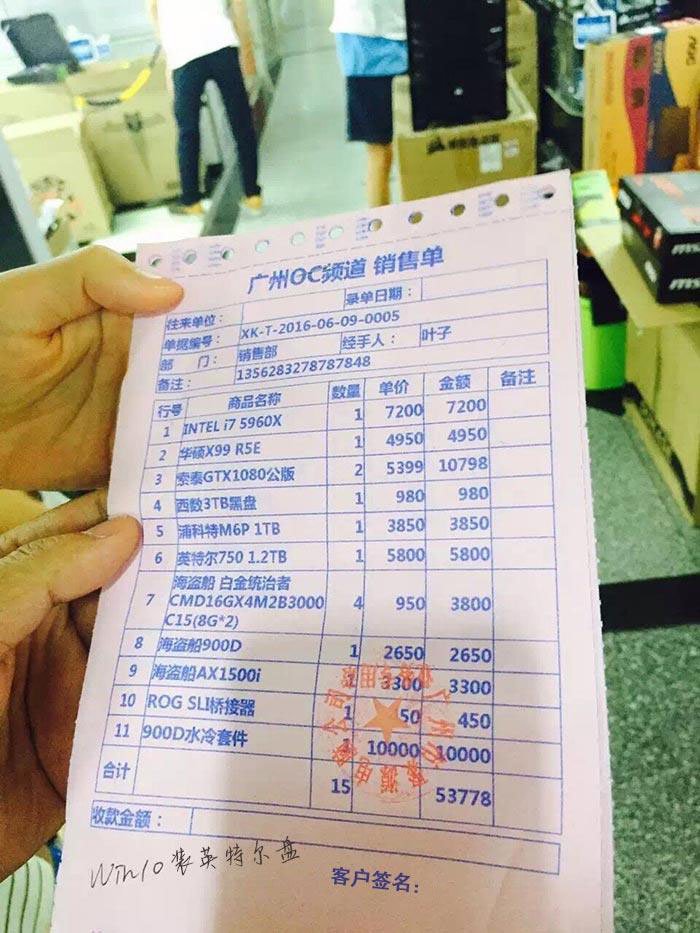 广州OC频道 销售单
往来单位： 录单日期：
单据编号： XK-T-2016-06-09-0005
部 门： 销售部 经手人： 叶子
备注： 1356283278787848
行号 商品名称 数量 单价 金额 备注
1 INTEL i7 5960X 1 7200 7200
2 华硕X99 R5E 1 4950 4950
3 索泰GTX1080公版 2 5399 10798
4 西数3TB黑盘 1 980 980
5 浦科特M6P 1TB 1 3850 3850
6 英特尔750 1.2TB 1 5800 5800
7 海盗船 白金统治者
CMD16GX4M2B3000 4 950 3800
C15(8G*2)
8 海盗船900D 1 2650 2650
9 海盗船AX1500i 1 3300 3300
10 ROG SLI桥接器 1 50 450
11 900D水冷套件 1 10000 10000
合计 15 53778
收款金额：
Win10装英特尔盘
客户签名：
msi